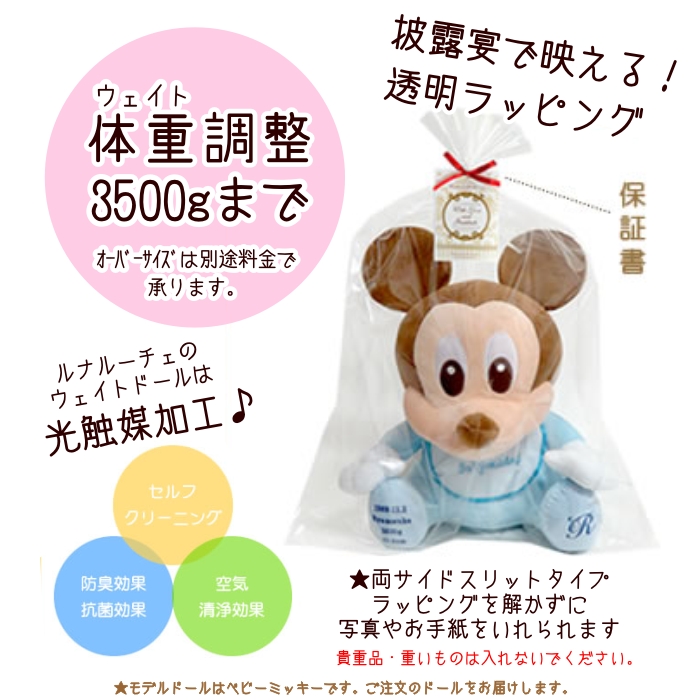 ウェイト
体重調整
3500gまで
ｵｰﾊﾞｰｻｲｽﾞは別途料金で
承ります。
披露宴で映える！
透明ラッピング
保証書
ルナルーチェの
ウェイトドールは
光触媒加工♪
セルフ
クリーニング
防臭効果
抗菌効果
空気
清浄効果
R
★両サイドスリットタイプ
ラッピングを解かずに
写真やお手紙をいれられます
貴重品・重いものは入れないでください。
★モデルドールはベビーミッキーです。ご注文のドールをお届けします。